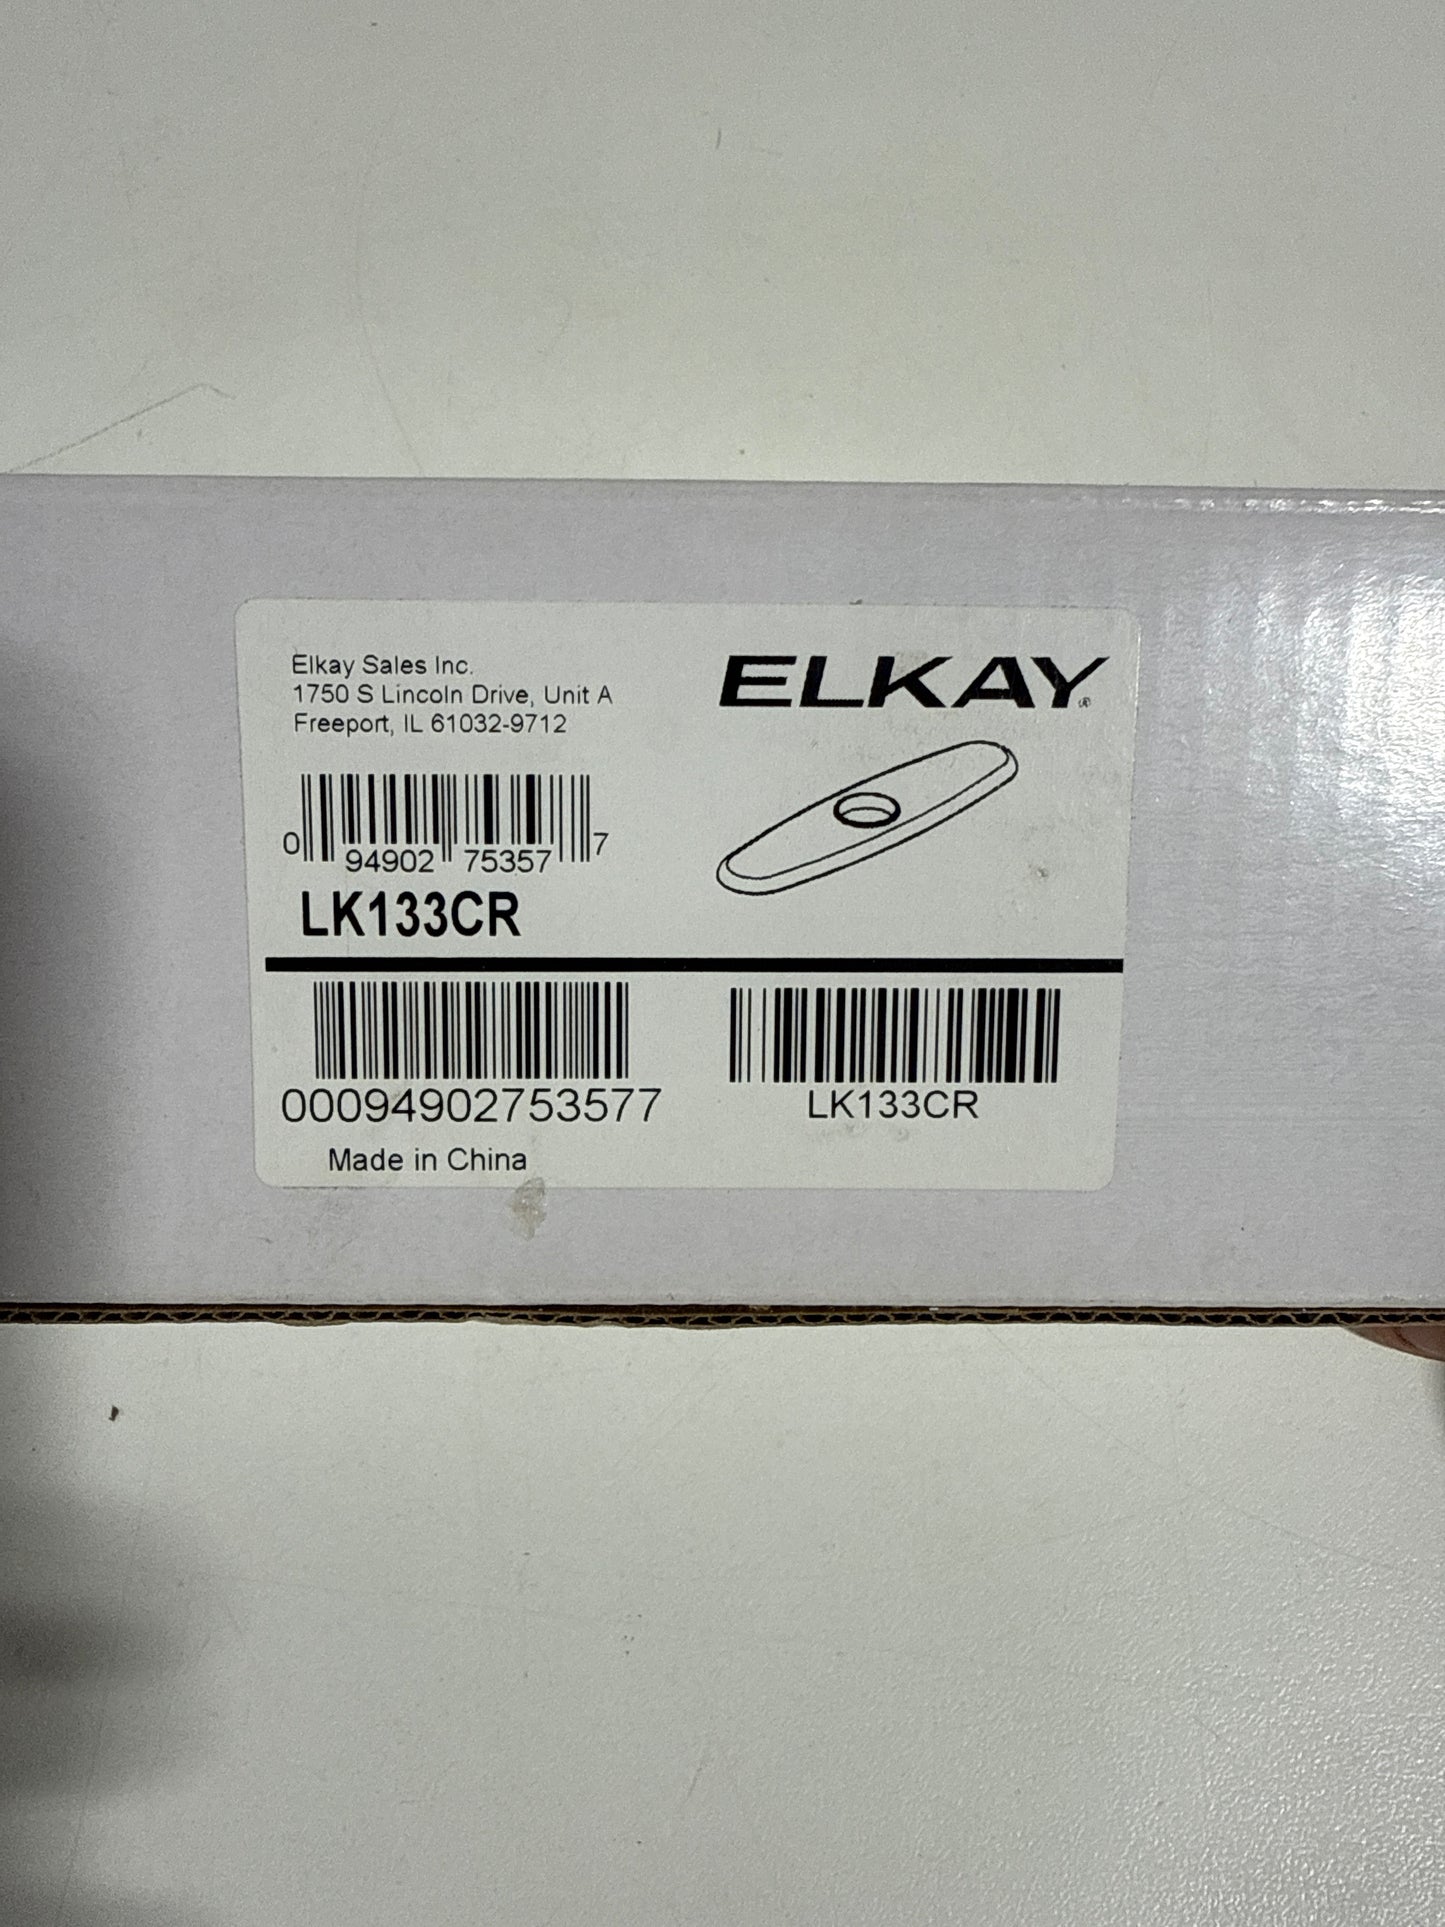 Elkay Sales Inc.
1750 S Lincoln Drive, Unit A
Freeport, IL 61032-9712
ELKAY®
0 94902 75357 7
LK133CR
00094902753577
LK133CR
Made in China